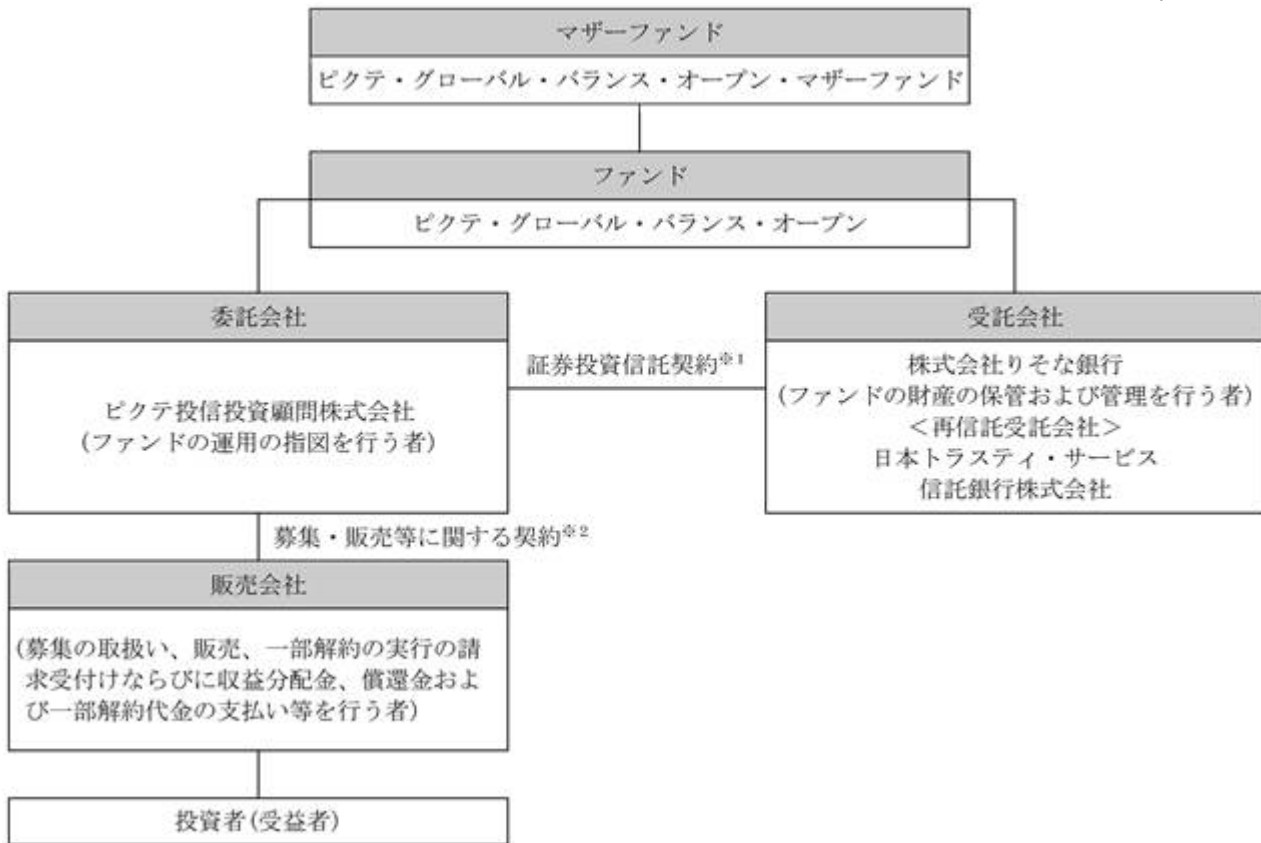 マザーファンド
ピクテ・グローバル・バランス・オープン・マザーファンド
ファンド
ピクテ・グローバル・バランス・オープン
委託会社
ピクテ投信投資顧問株式会社
(ファンドの運用の指図を行う者)
証券投資信託契約※1
受託会社
株式会社りそな銀行
(ファンドの財産の保管および管理を行う者)
＜再信託受託会社＞
日本トラスティ・サービス
信託銀行株式会社
募集・販売等に関する契約※2
販売会社
(募集の取扱い、販売、一部解約の実行の請
求受付けならびに収益分配金、償還金およ
び一部解約代金の支払い等を行う者)
投資者(受益者)